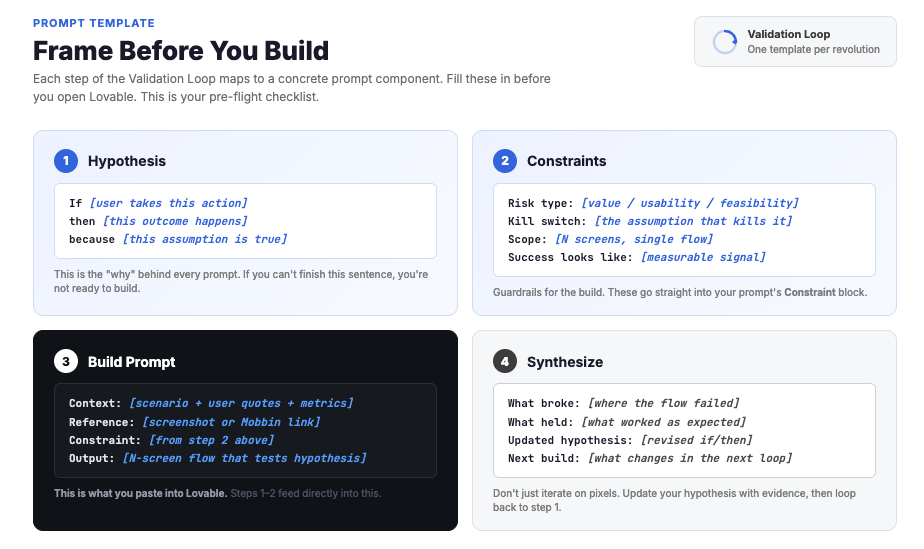 PROMPT TEMPLATE
Frame Before You Build
Each step of the Validation Loop maps to a concrete prompt component. Fill these in before
you open Lovable. This is your pre-flight checklist.
Validation Loop
One template per revolution
1 Hypothesis
If [user takes this action]
then [this outcome happens]
because [this assumption is true]
This is the "why" behind every prompt. If you can't finish this sentence, you're
not ready to build.
2 Constraints
Risk type: [value / usability / feasibility]
Kill switch: [the assumption that kills it]
Scope: [N screens, single flow]
Success looks like: [measurable signal]
Guardrails for the build. These go straight into your prompt's Constraint block.
3 Build Prompt
Context: [scenario + user quotes + metrics]
Reference: [screenshot or Mobbin link]
Constraint: [from step 2 above]
Output: [N-screen flow that tests hypothesis]
This is what you paste into Lovable. Steps 1–2 feed directly into this.
4 Synthesize
What broke: [where the flow failed]
What held: [what worked as expected]
Updated hypothesis: [revised if/then]
Next build: [what changes in the next loop]
Don't just iterate on pixels. Update your hypothesis with evidence, then loop
back to step 1.